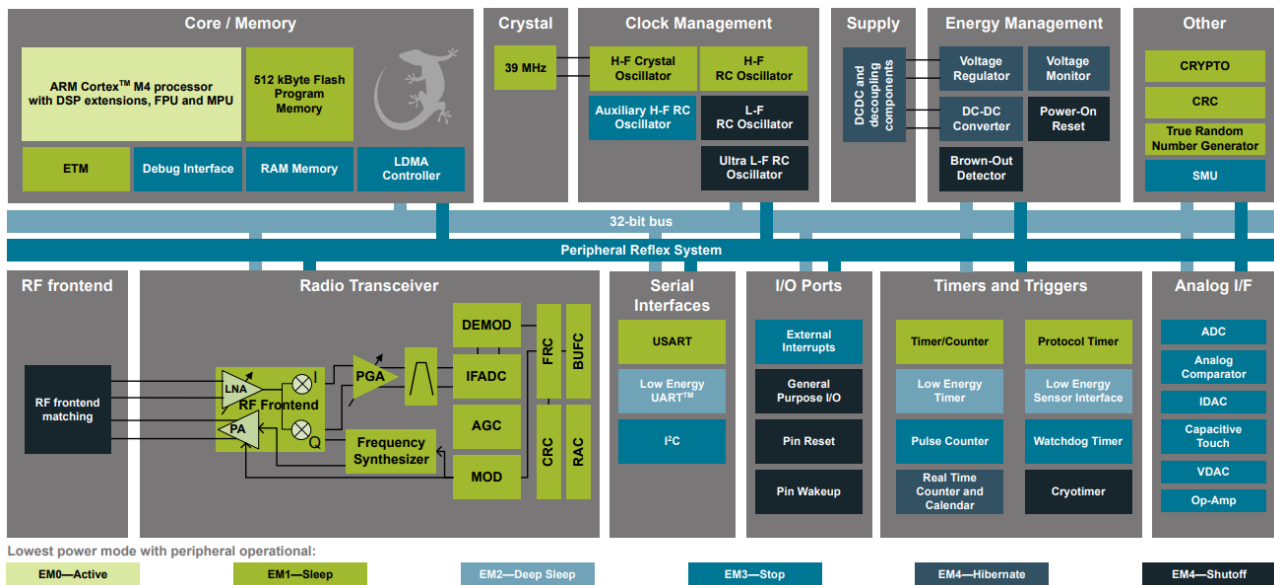 Core / Memory
ARM Cortex™ M4 processor
with DSP extensions, FPU and MPU
512 kByte Flash
Program
Memory
ETM
Debug Interface
RAM Memory
LDMA
Controller
Crystal
39 MHz
Clock Management
H-F Crystal
Oscillator
H-F
RC Oscillator
Auxiliary H-F RC
Oscillator
L-F
RC Oscillator
Ultra L-F RC
Oscillator
Supply
DCDC and
decoupling
components
Energy Management
Voltage
Regulator
Voltage
Monitor
DC-DC
Converter
Power-On
Reset
Brown-Out
Detector
Other
CRYPTO
CRC
True Random
Number Generator
SMU
32-bit bus
Peripheral Reflex System
RF frontend
RF frontend
matching
Radio Transceiver
LNA
RF Frontend
PA
I
Q
PGA
Frequency
Synthesizer
DEMOD
IFADC
AGC
MOD
FRC
BUFC
CRC
RAC
Serial
Interfaces
USART
Low Energy
UART™
I²C
I/O Ports
External
Interrupts
General
Purpose I/O
Pin Reset
Pin Wakeup
Timers and Triggers
Timer/Counter
Protocol Timer
Low Energy
Timer
Low Energy
Sensor Interface
Pulse Counter
Watchdog Timer
Real Time
Counter and
Calendar
Cryotimer
Analog I/F
ADC
Analog
Comparator
IDAC
Capacitive
Touch
VDAC
Op-Amp
Lowest power mode with peripheral operational:
EM0—Active
EM1—Sleep
EM2—Deep Sleep
EM3—Stop
EM4—Hibernate
EM4—Shutoff